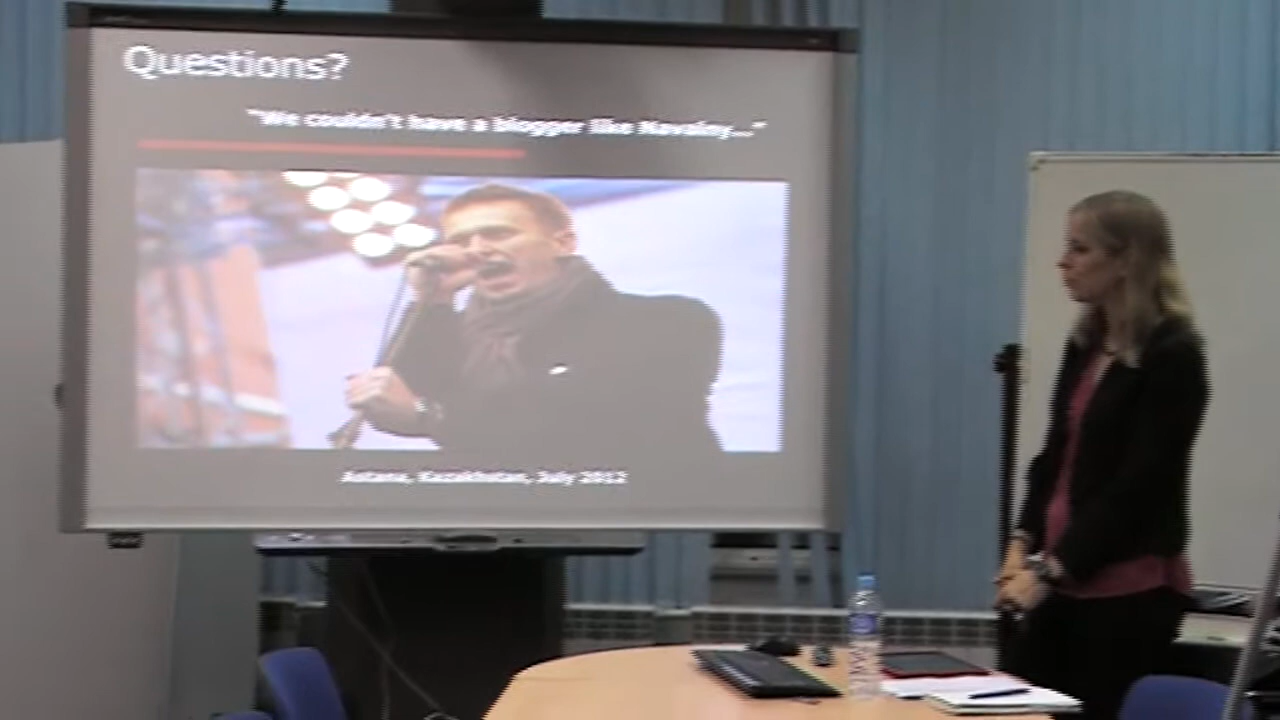 Questions?
"We couldn't have a blogger like Navalny..."
Astana, Kazakhstan, July 2012